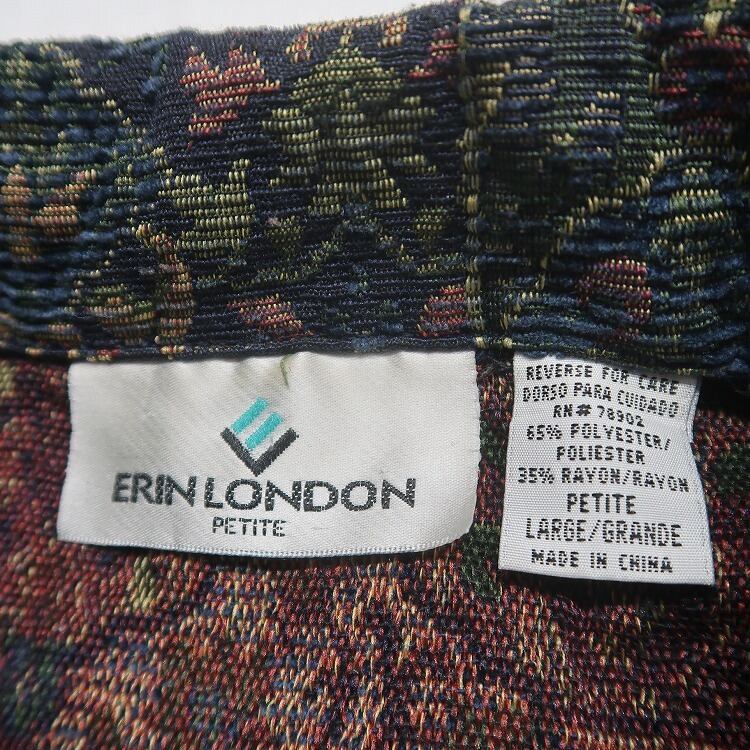 ERIN LONDON
PETITE
REVERSE FOR CARE
DORSO PARA CUIDADO
RN# 78902
65% POLYESTER/
POLIESTER
35% RAYON/RAYON
PETITE
LARGE/GRANDE
MADE IN CHINA